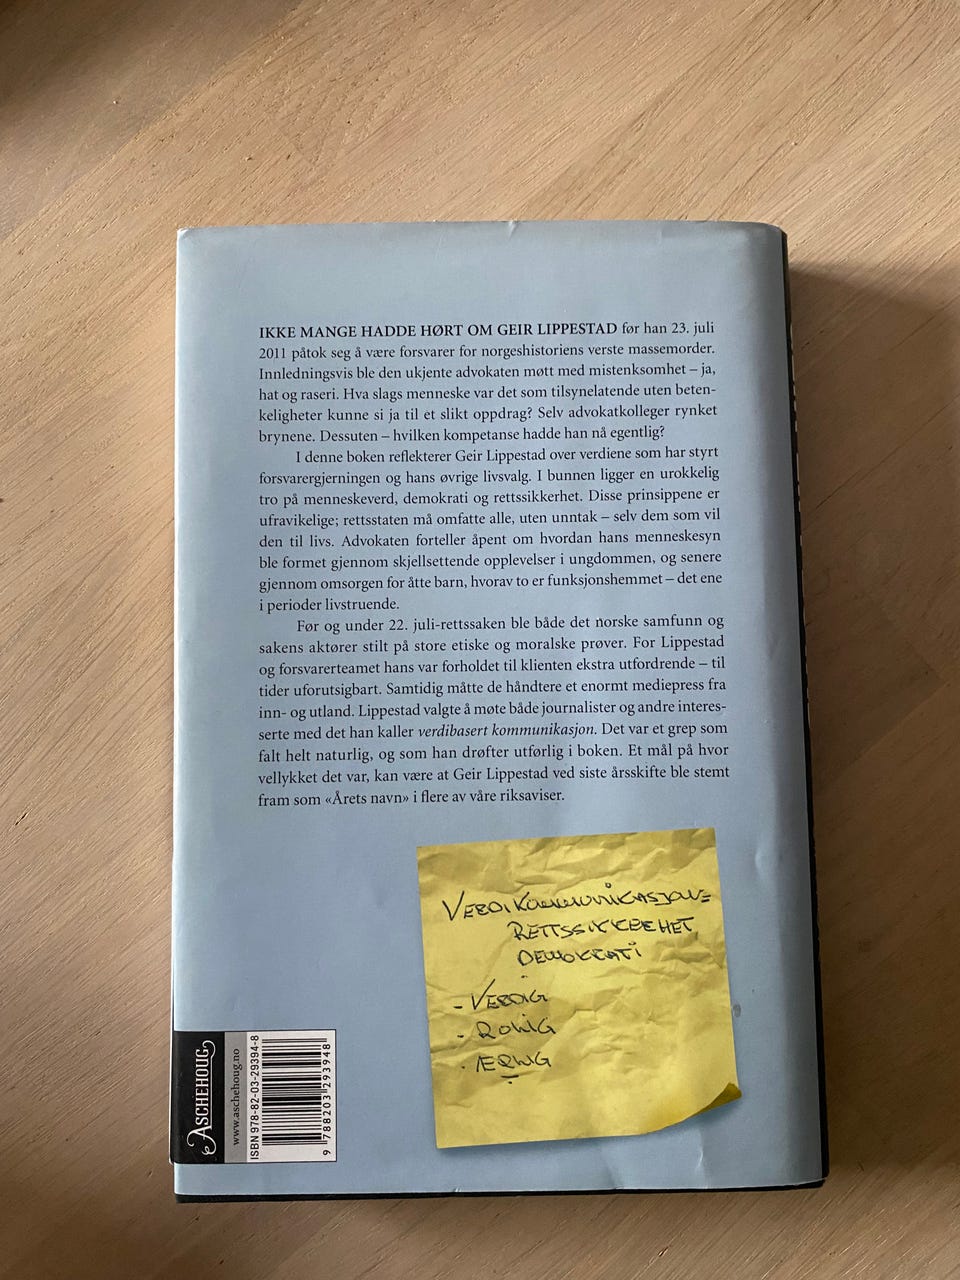 IKKE MANGE HADDE HØRT OM GEIR LIPPESTAD før han 23. juli
2011 påtok seg å være forsvarer for norgeshistoriens verste massemorder.
Innledningsvis ble den ukjente advokaten møtt med mistenksomhet – ja,
hat og raseri. Hva slags menneske var det som tilsynelatende uten beten-
keligheter kunne si ja til et slikt oppdrag? Selv advokatkolleger rynket
brynene. Dessuten – hvilken kompetanse hadde han nå egentlig?
I denne boken reflekterer Geir Lippestad over verdiene som har styrt
forsvarergjerningen og hans øvrige livsvalg. I bunnen ligger en urokkelig
tro på menneskeverd, demokrati og rettssikkerhet. Disse prinsippene er
ufravikelige; rettsstaten må omfatte alle, uten unntak – selv dem som vil
den til livs. Advokaten forteller åpent om hvordan hans menneskesyn
ble formet gjennom skjellsettende opplevelser i ungdommen, og senere
gjennom omsorgen for åtte barn, hvorav to er funksjonshemmet – det ene
i perioder livstruende.
Før og under 22. juli-rettssaken ble både det norske samfunn og
sakens aktører stilt på store etiske og moralske prøver. For Lippestad
og forsvarerteamet hans var forholdet til klienten ekstra utfordrende – til
tider uforutsigbart. Samtidig måtte de håndtere et enormt mediepress fra
inn- og utland. Lippestad valgte å møte både journalister og andre interes-
serte med det han kaller verdibasert kommunikasjon. Det var et grep som
falt helt naturlig, og som han drøfter utførlig i boken. Et mål på hvor
vellykket det var, kan være at Geir Lippestad ved siste årsskifte ble stemt
fram som «Årets navn» i flere av våre riksaviser.
VERDIKOMMUNIKASJON=
RETTSSIKKERHET
DEMOKRATI
- VERDIG
- ROLIG
- ÆRLIG
ASCHEHOUG
www.aschehoug.no
ISBN 978-82-03-29394-8
9 788203 293948